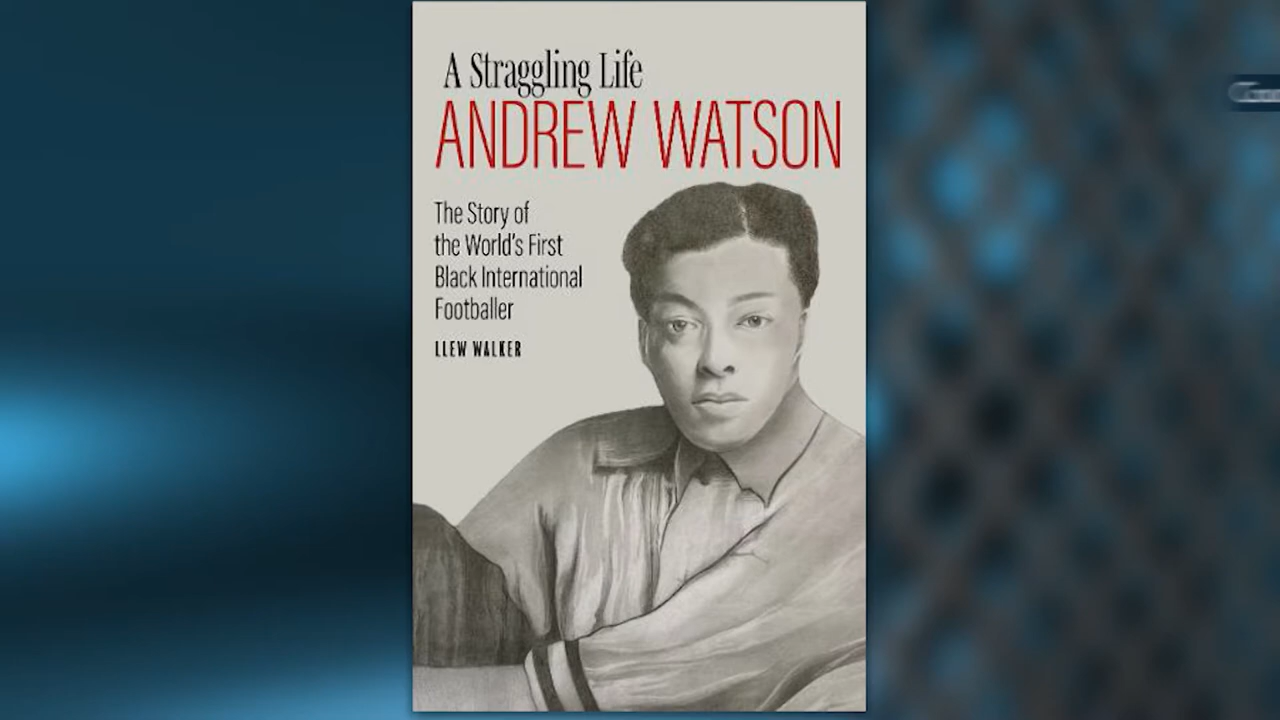 A Straggling Life
ANDREW WATSON
The Story of
the World's First
Black International
Footballer
LLEW WALKER